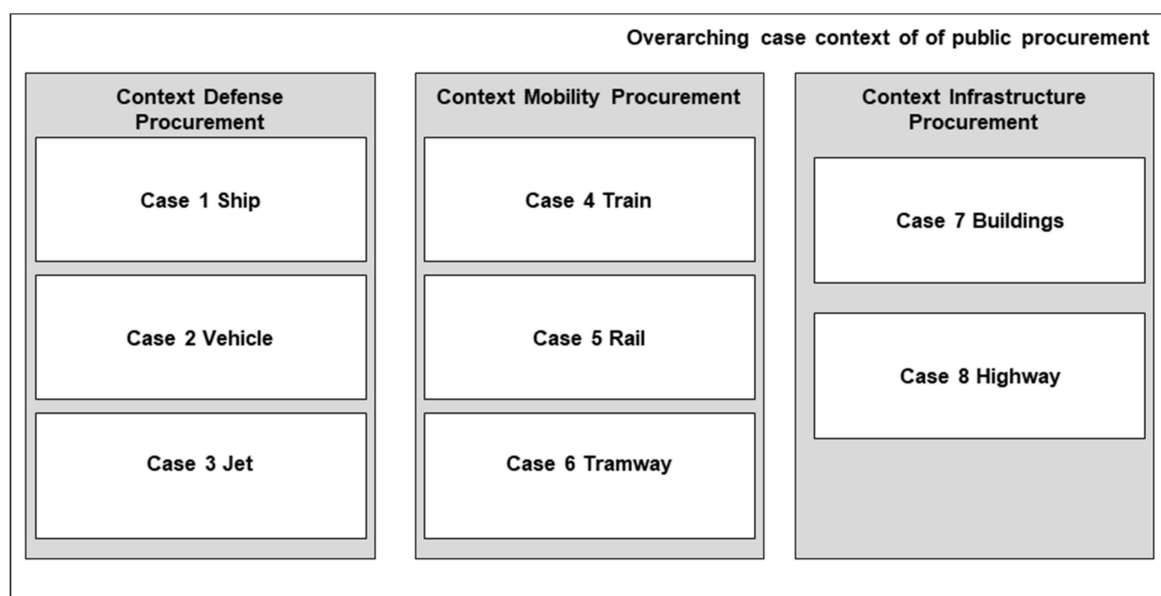 Overarching case context of of public procurement
Context Defense
Procurement
Case 1 Ship
Case 2 Vehicle
Case 3 Jet
Context Mobility Procurement
Case 4 Train
Case 5 Rail
Case 6 Tramway
Context Infrastructure
Procurement
Case 7 Buildings
Case 8 Highway